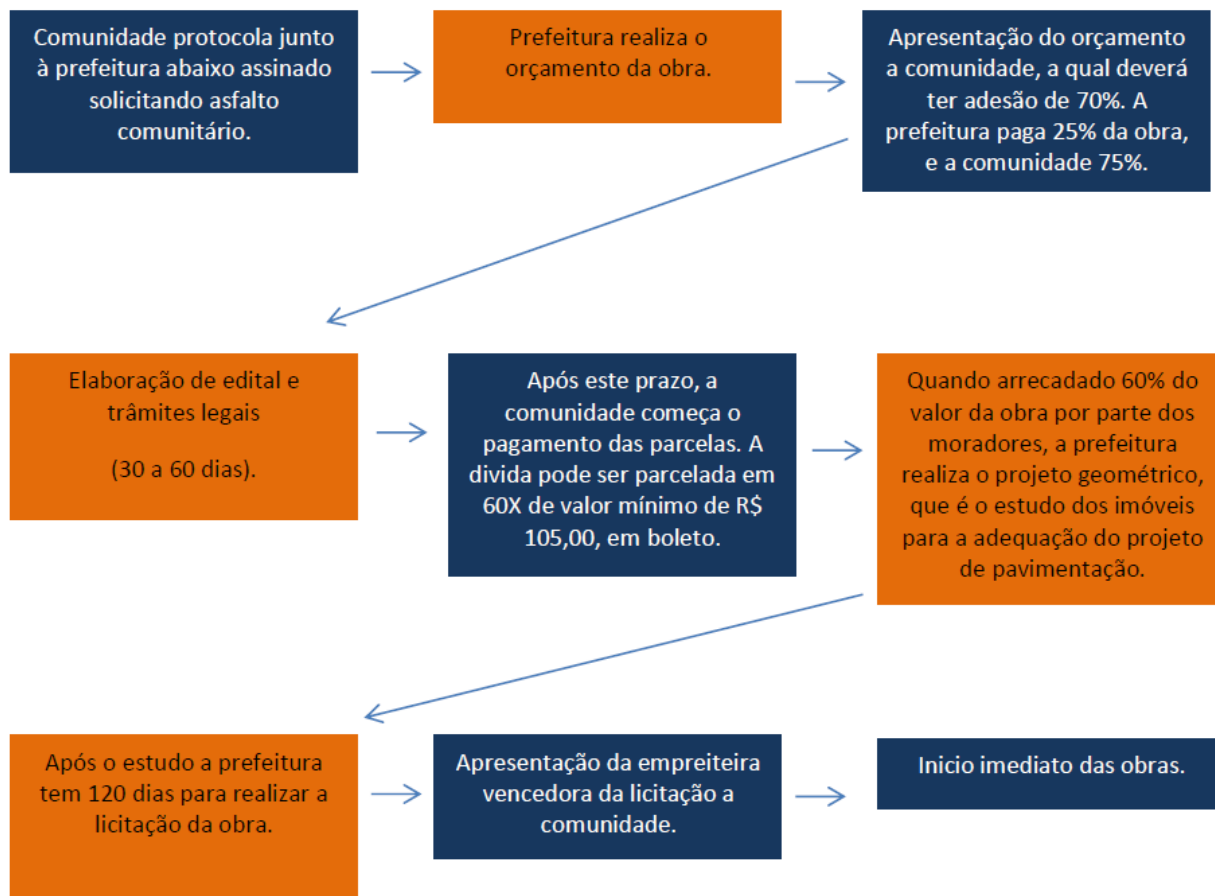 Comunidade protocola junto
à prefeitura abaixo assinado
solicitando asfalto
comunitário.
Prefeitura realiza o
orçamento da obra.
Apresentação do orçamento
a comunidade, a qual deverá
ter adesão de 70%. A
prefeitura paga 25% da obra,
e a comunidade 75%.
Elaboração de edital e
trâmites legais
(30 a 60 dias).
Após este prazo, a
comunidade começa o
pagamento das parcelas. A
divida pode ser parcelada em
60X de valor mínimo de R$
105,00, em boleto.
Quando arrecadado 60% do
valor da obra por parte dos
moradores, a prefeitura
realiza o projeto geométrico,
que é o estudo dos imóveis
para a adequação do projeto
de pavimentação.
Após o estudo a prefeitura
tem 120 dias para realizar a
licitação da obra.
Apresentação da empreiteira
vencedora da licitação a
comunidade.
Inicio imediato das obras.